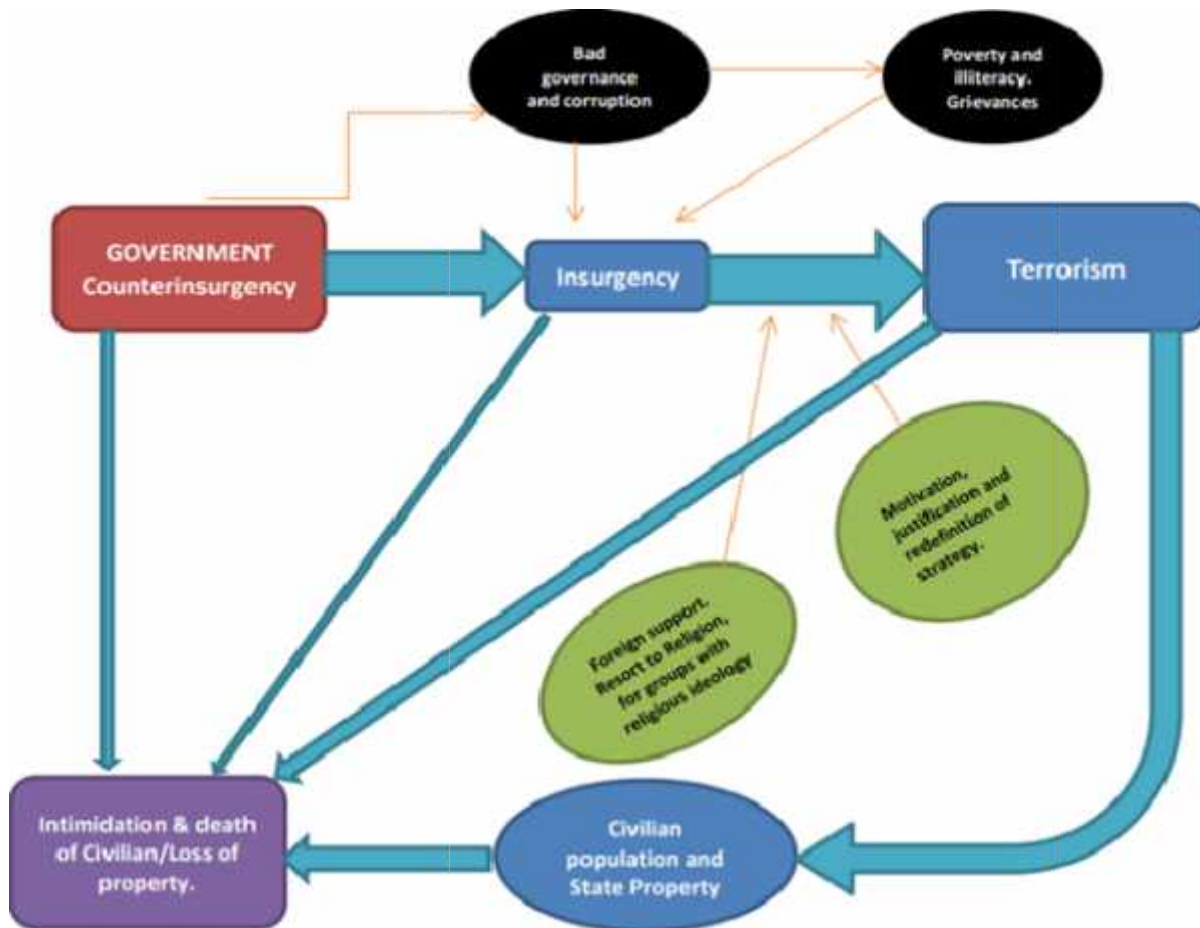 Bad
governance
and corruption
Poverty and
illiteracy.
Grievances
GOVERNMENT
Counterinsurgency
Insurgency
Terrorism
Motivation,
justification and
redefinition of
strategy.
Foreign support.
Resort to Religion,
for groups with
religious ideology
Intimidation & death
of Civilian/Loss of
property.
Civilian
population and
State Property